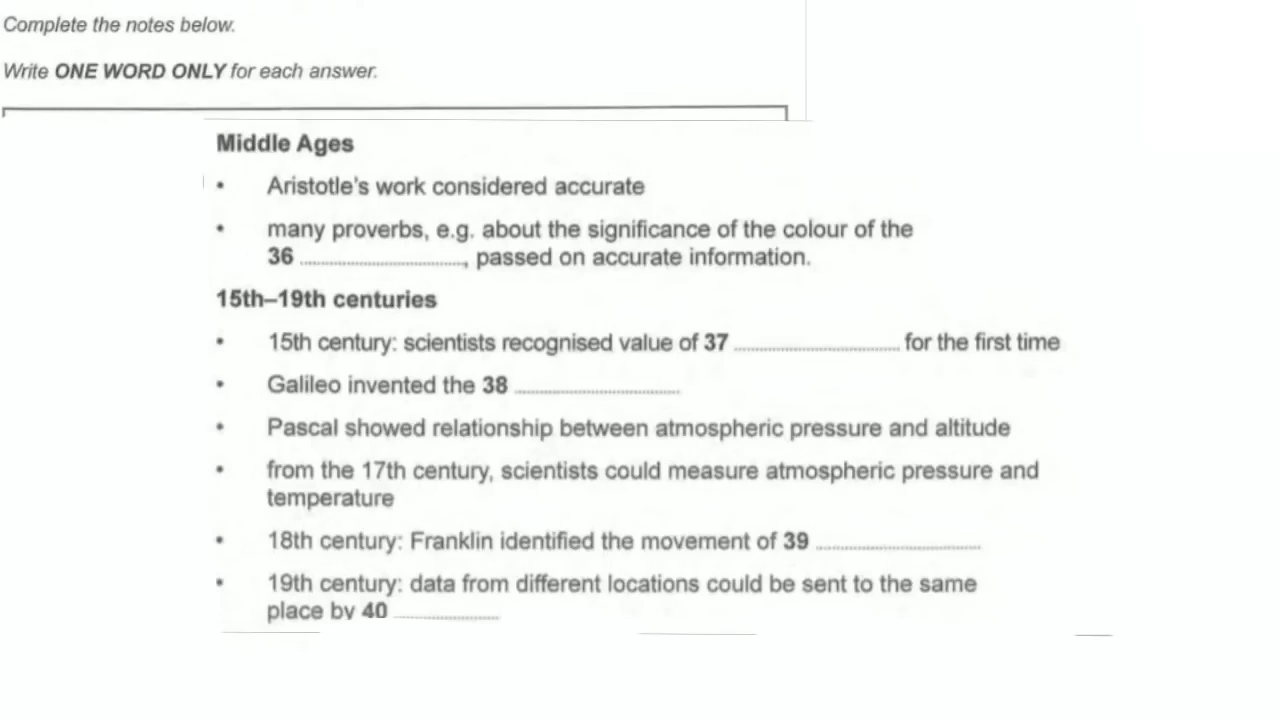 Complete the notes below.
Write ONE WORD ONLY for each answer.
Middle Ages
• Aristotle's work considered accurate
• many proverbs, e.g. about the significance of the colour of the
36 ............................, passed on accurate information.
15th–19th centuries
• 15th century: scientists recognised value of 37 ............................ for the first time
• Galileo invented the 38 ............................
• Pascal showed relationship between atmospheric pressure and altitude
• from the 17th century, scientists could measure atmospheric pressure and
temperature
• 18th century: Franklin identified the movement of 39 ............................
• 19th century: data from different locations could be sent to the same
place by 40 ..................